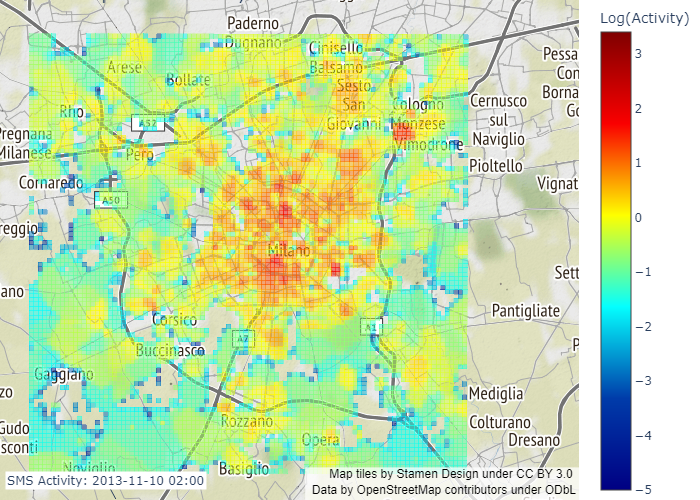 Log(Activity)
Paderno
Dugnano
Cinisello
Balsamo
Arese
Bollate
Sesto
San
Giovanni
Pessa
Borna
Rho
A52
Cologno
Monzese
Cernusco
sul
Naviglio
Pregnana
Milanese
Pero
Vimodrone
Pioltello
Cornaredo
Vignat
A50
reggio
Milano
Sett
ano
Corsico
Pantigliate
A7
A1
Buccinasco
P
Gaggiano
zo
Mediglia
Rozzano
Colturano
Gudo
sconti
Opera
Dresano
Noviglio
Basiglio
SMS Activity: 2013-11-10 02:00
Map tiles by Stamen Design under CC BY 3.0
Data by OpenStreetMap contributors under ODbL
3
2
1
0
−1
−2
−3
−4
−5